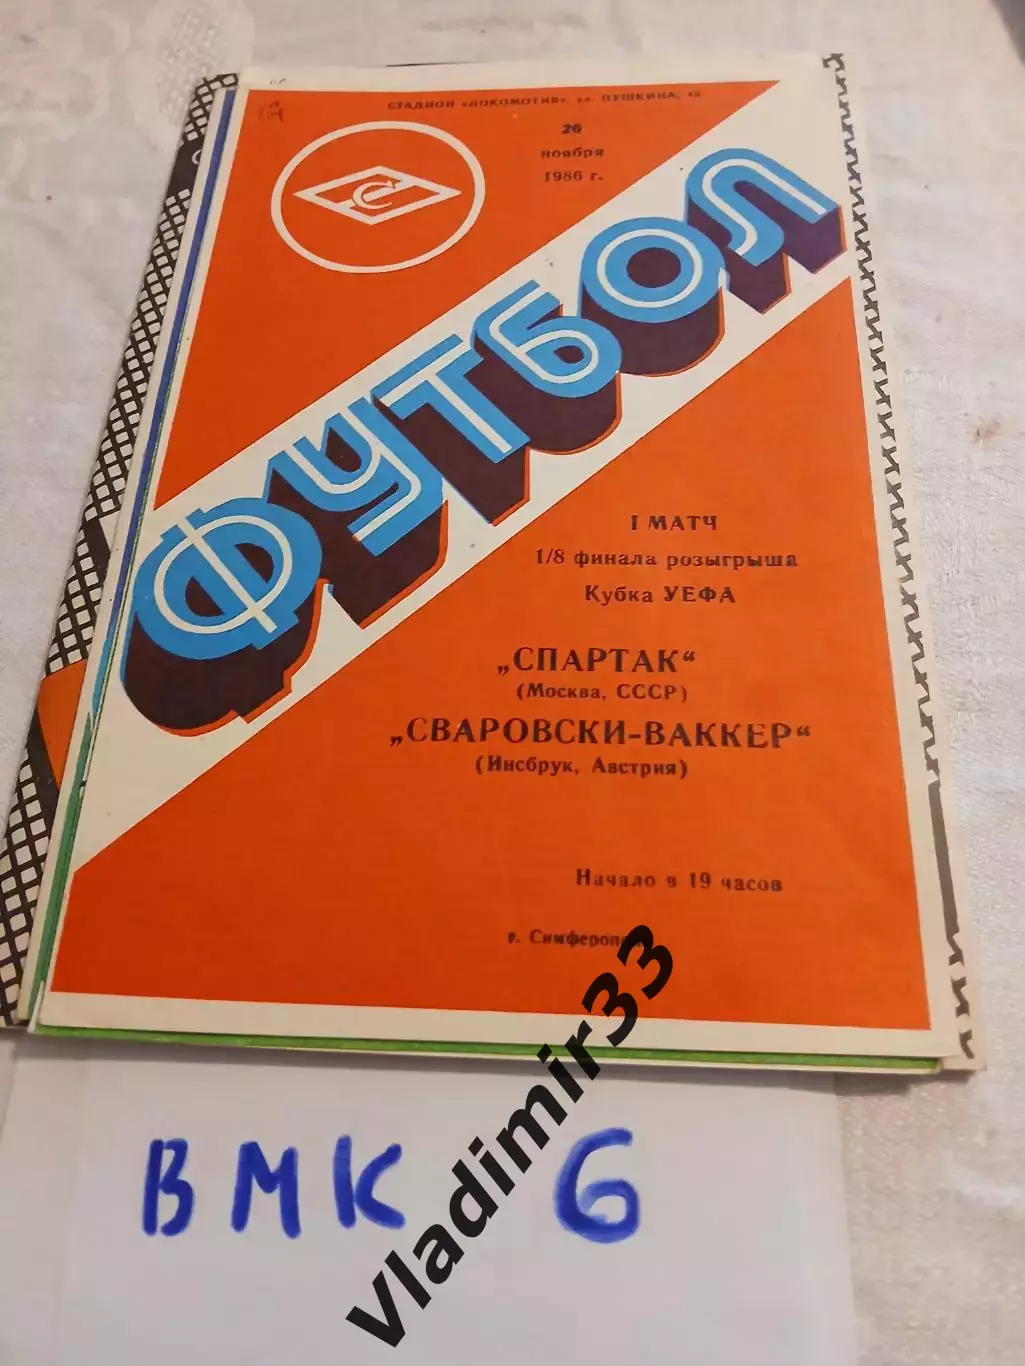 СТАДИОН «ЛОКОМОТИВ», ул. ПУШКИНА, 46
26
ноября
1986 г.
ФУТБОЛ
I МАТЧ
1/8 финала розыгрыша
Кубка УЕФА
„СПАРТАК“
(Москва, СССР)
„СВАРОВСКИ-ВАККЕР“
(Инсбрук, Австрия)
Начало в 19 часов
г. Симферополь
Vladimir33
ВМК 6